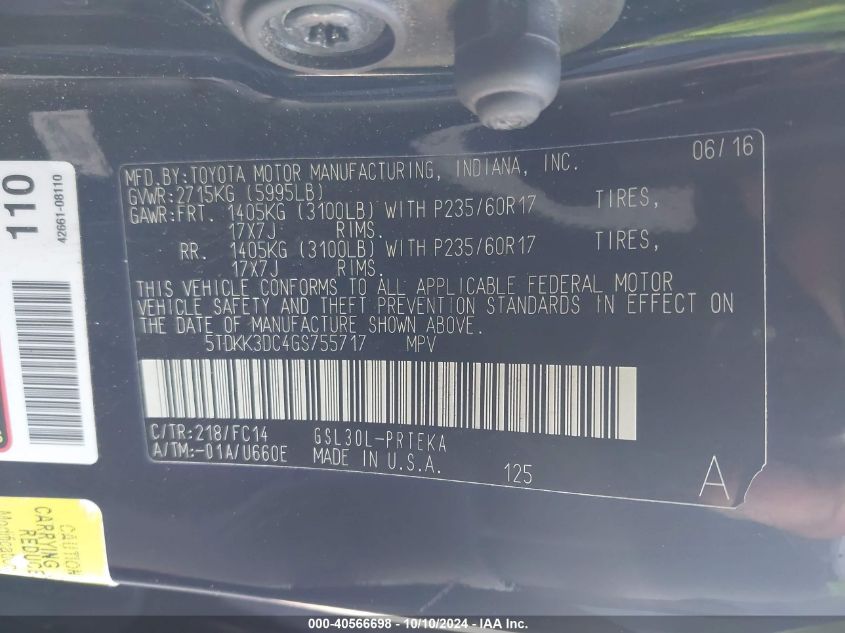 MFD.BY:TOYOTA MOTOR MANUFACTURING, INDIANA, INC. 06/16
GVWR:2715KG (5995LB)
GAWR:FRT. 1405KG (3100LB) WITH P235/60R17 TIRES,
17X7J RIMS.
RR. 1405KG (3100LB) WITH P235/60R17 TIRES,
17X7J RIMS.
THIS VEHICLE CONFORMS TO ALL APPLICABLE FEDERAL MOTOR
VEHICLE SAFETY AND THEFT PREVENTION STANDARDS IN EFFECT ON
THE DATE OF MANUFACTURE SHOWN ABOVE.
5TDKK3DC4GS755717 MPV
C/TR:218/FC14 GSL30L-PRTEKA
A/TM:-01A/U660E MADE IN U.S.A. 125 A
110
42661-08110
CAUTION
CARRYING
REDUCE
000-40566698 - 10/10/2024 - IAA Inc.